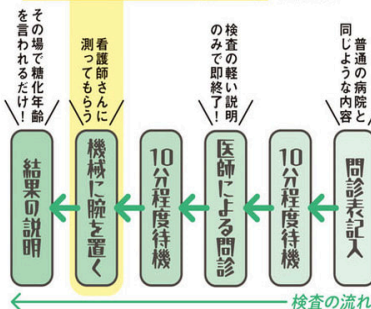 普通の病院と
同じような内容
問診表記入
10分程度待機
検査の軽い説明
のみで即終了!
医師による問診
10分程度待機
看護師さんに
測ってもらう
機械に腕を置く
その場で糖化年齢
を言われるだけ!
結果の説明
検査の流れ